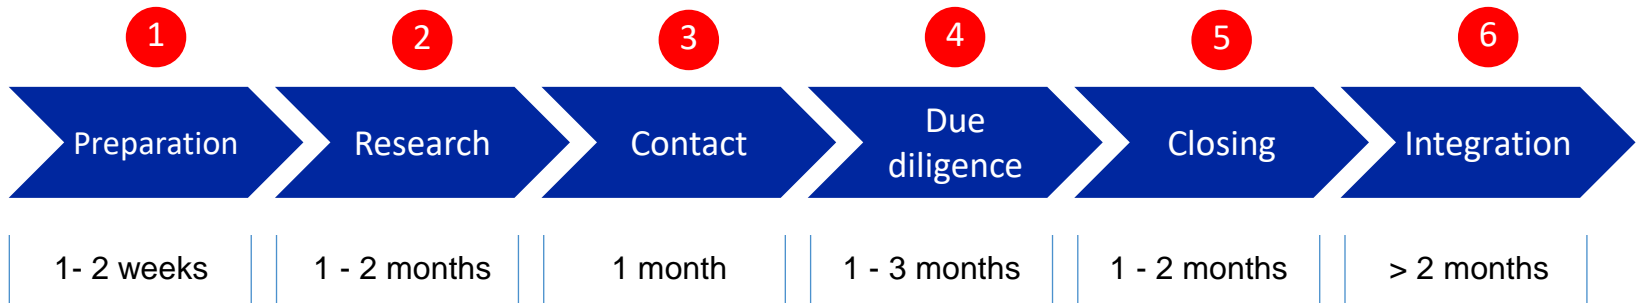 1
2
3
4
5
6
Preparation
Research
Contact
Due
diligence
Closing
Integration
1- 2 weeks
1 - 2 months
1 month
1 - 3 months
1 - 2 months
> 2 months